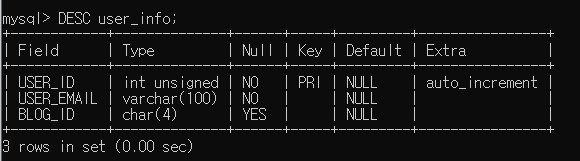 mysql> DESC user_info;
+------------+--------------+------+-----+---------+----------------+
| Field | Type | Null | Key | Default | Extra |
+------------+--------------+------+-----+---------+----------------+
| USER_ID | int unsigned | NO | PRI | NULL | auto_increment |
| USER_EMAIL | varchar(100) | NO | | NULL | |
| BLOG_ID | char(4) | YES | | NULL | |
+------------+--------------+------+-----+---------+----------------+
3 rows in set (0.00 sec)